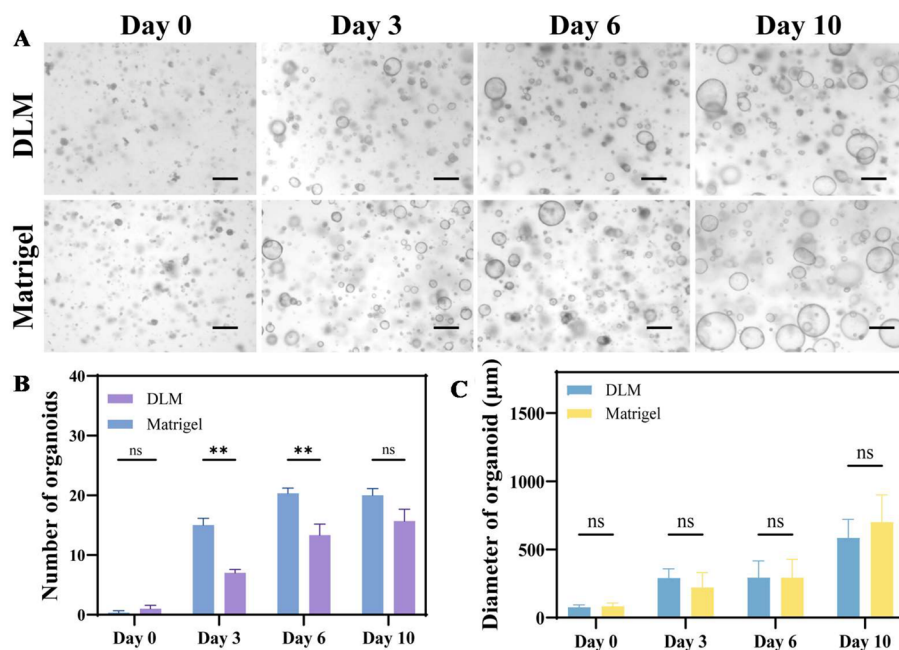 Day 0 Day 3 Day 6 Day 10
A
DLM
Matrigel
B
Number of organoids
40
30
20
10
0
DLM
Matrigel
ns ** ** ns
Day 0 Day 3 Day 6 Day 10
C
Diameter of organoid (μm)
1500
1000
500
0
DLM
Matrigel
ns ns ns ns
Day 0 Day 3 Day 6 Day 10